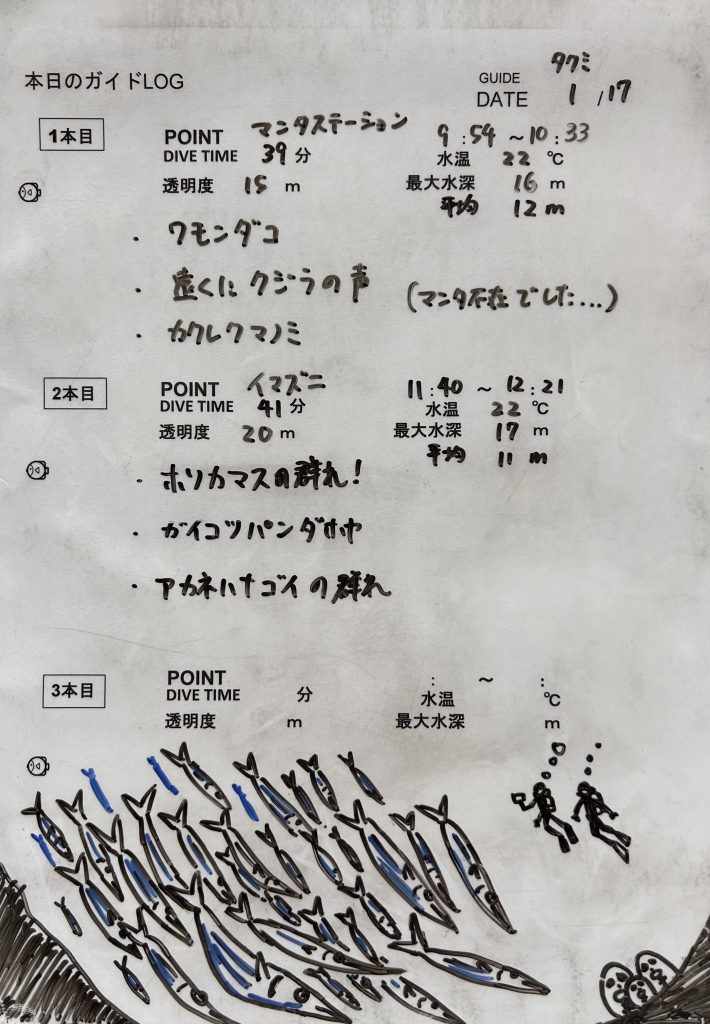 タクミ
本日のガイドLOG GUIDE
DATE 1/17
1本目 POINT マンタステーション 9:54 ~ 10:33
DIVE TIME 39 分 水温 22 ℃
透明度 15 m 最大水深 16 m
平均 12 m
・ワモンダコ
・遠くに クジラの声 (マンタ不在でした...)
・カクレクマノミ
2本目 POINT イマズニ 11:40 ~ 12:21
DIVE TIME 41 分 水温 22 ℃
透明度 20 m 最大水深 17 m
平均 11 m
・ホソカマスの群れ!
・ガイコツパンダホヤ
・アカネハナゴイの群れ
3本目 POINT : ~ :
DIVE TIME 分 水温 ℃
透明度 m 最大水深 m